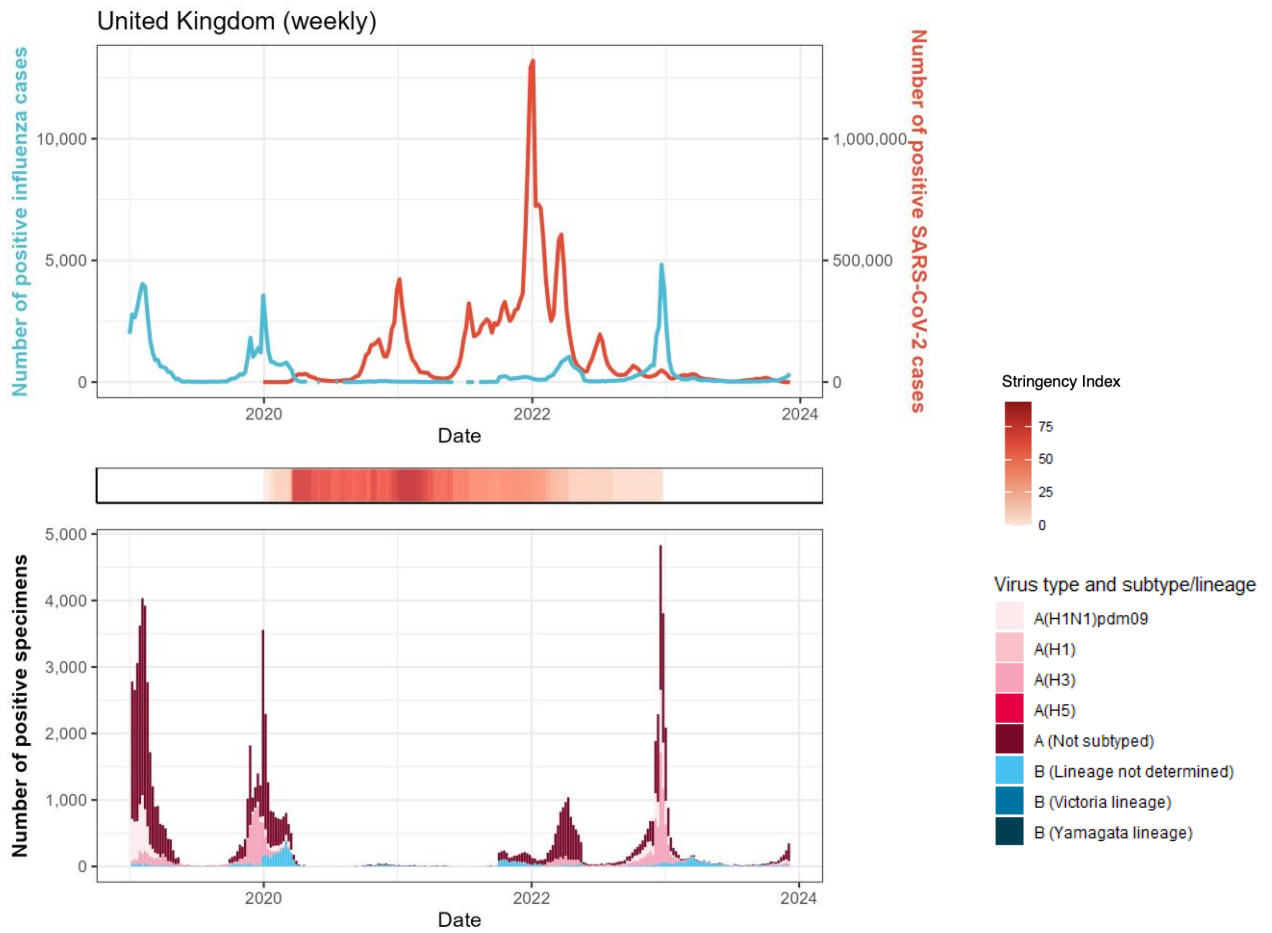 United Kingdom (weekly)
Number of positive influenza cases
10,000
5,000
0
1,000,000
500,000
0
Number of positive SARS-CoV-2 cases
2020
2022
2024
Date
Stringency Index
75
50
25
0
Number of positive specimens
5,000
4,000
3,000
2,000
1,000
0
2020
2022
2024
Date
Virus type and subtype/lineage
A(H1N1)pdm09
A(H1)
A(H3)
A(H5)
A (Not subtyped)
B (Lineage not determined)
B (Victoria lineage)
B (Yamagata lineage)